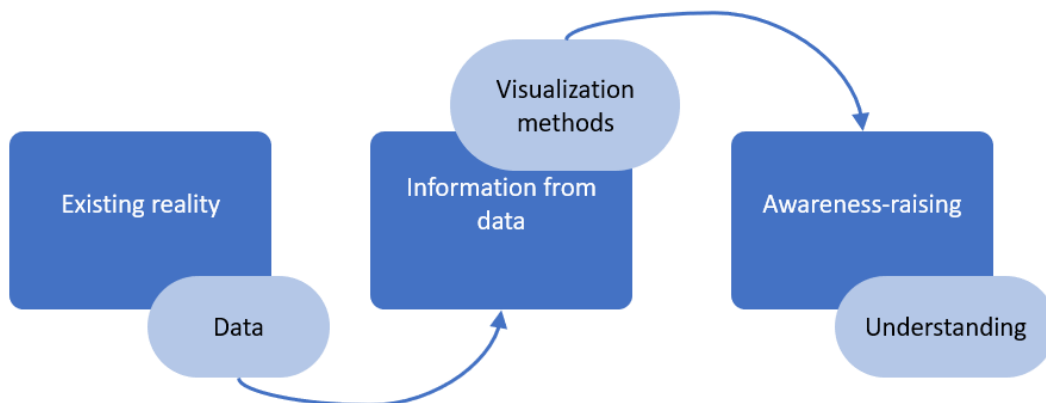 Existing reality
Data
Visualization
methods
Information from
data
Awareness-raising
Understanding